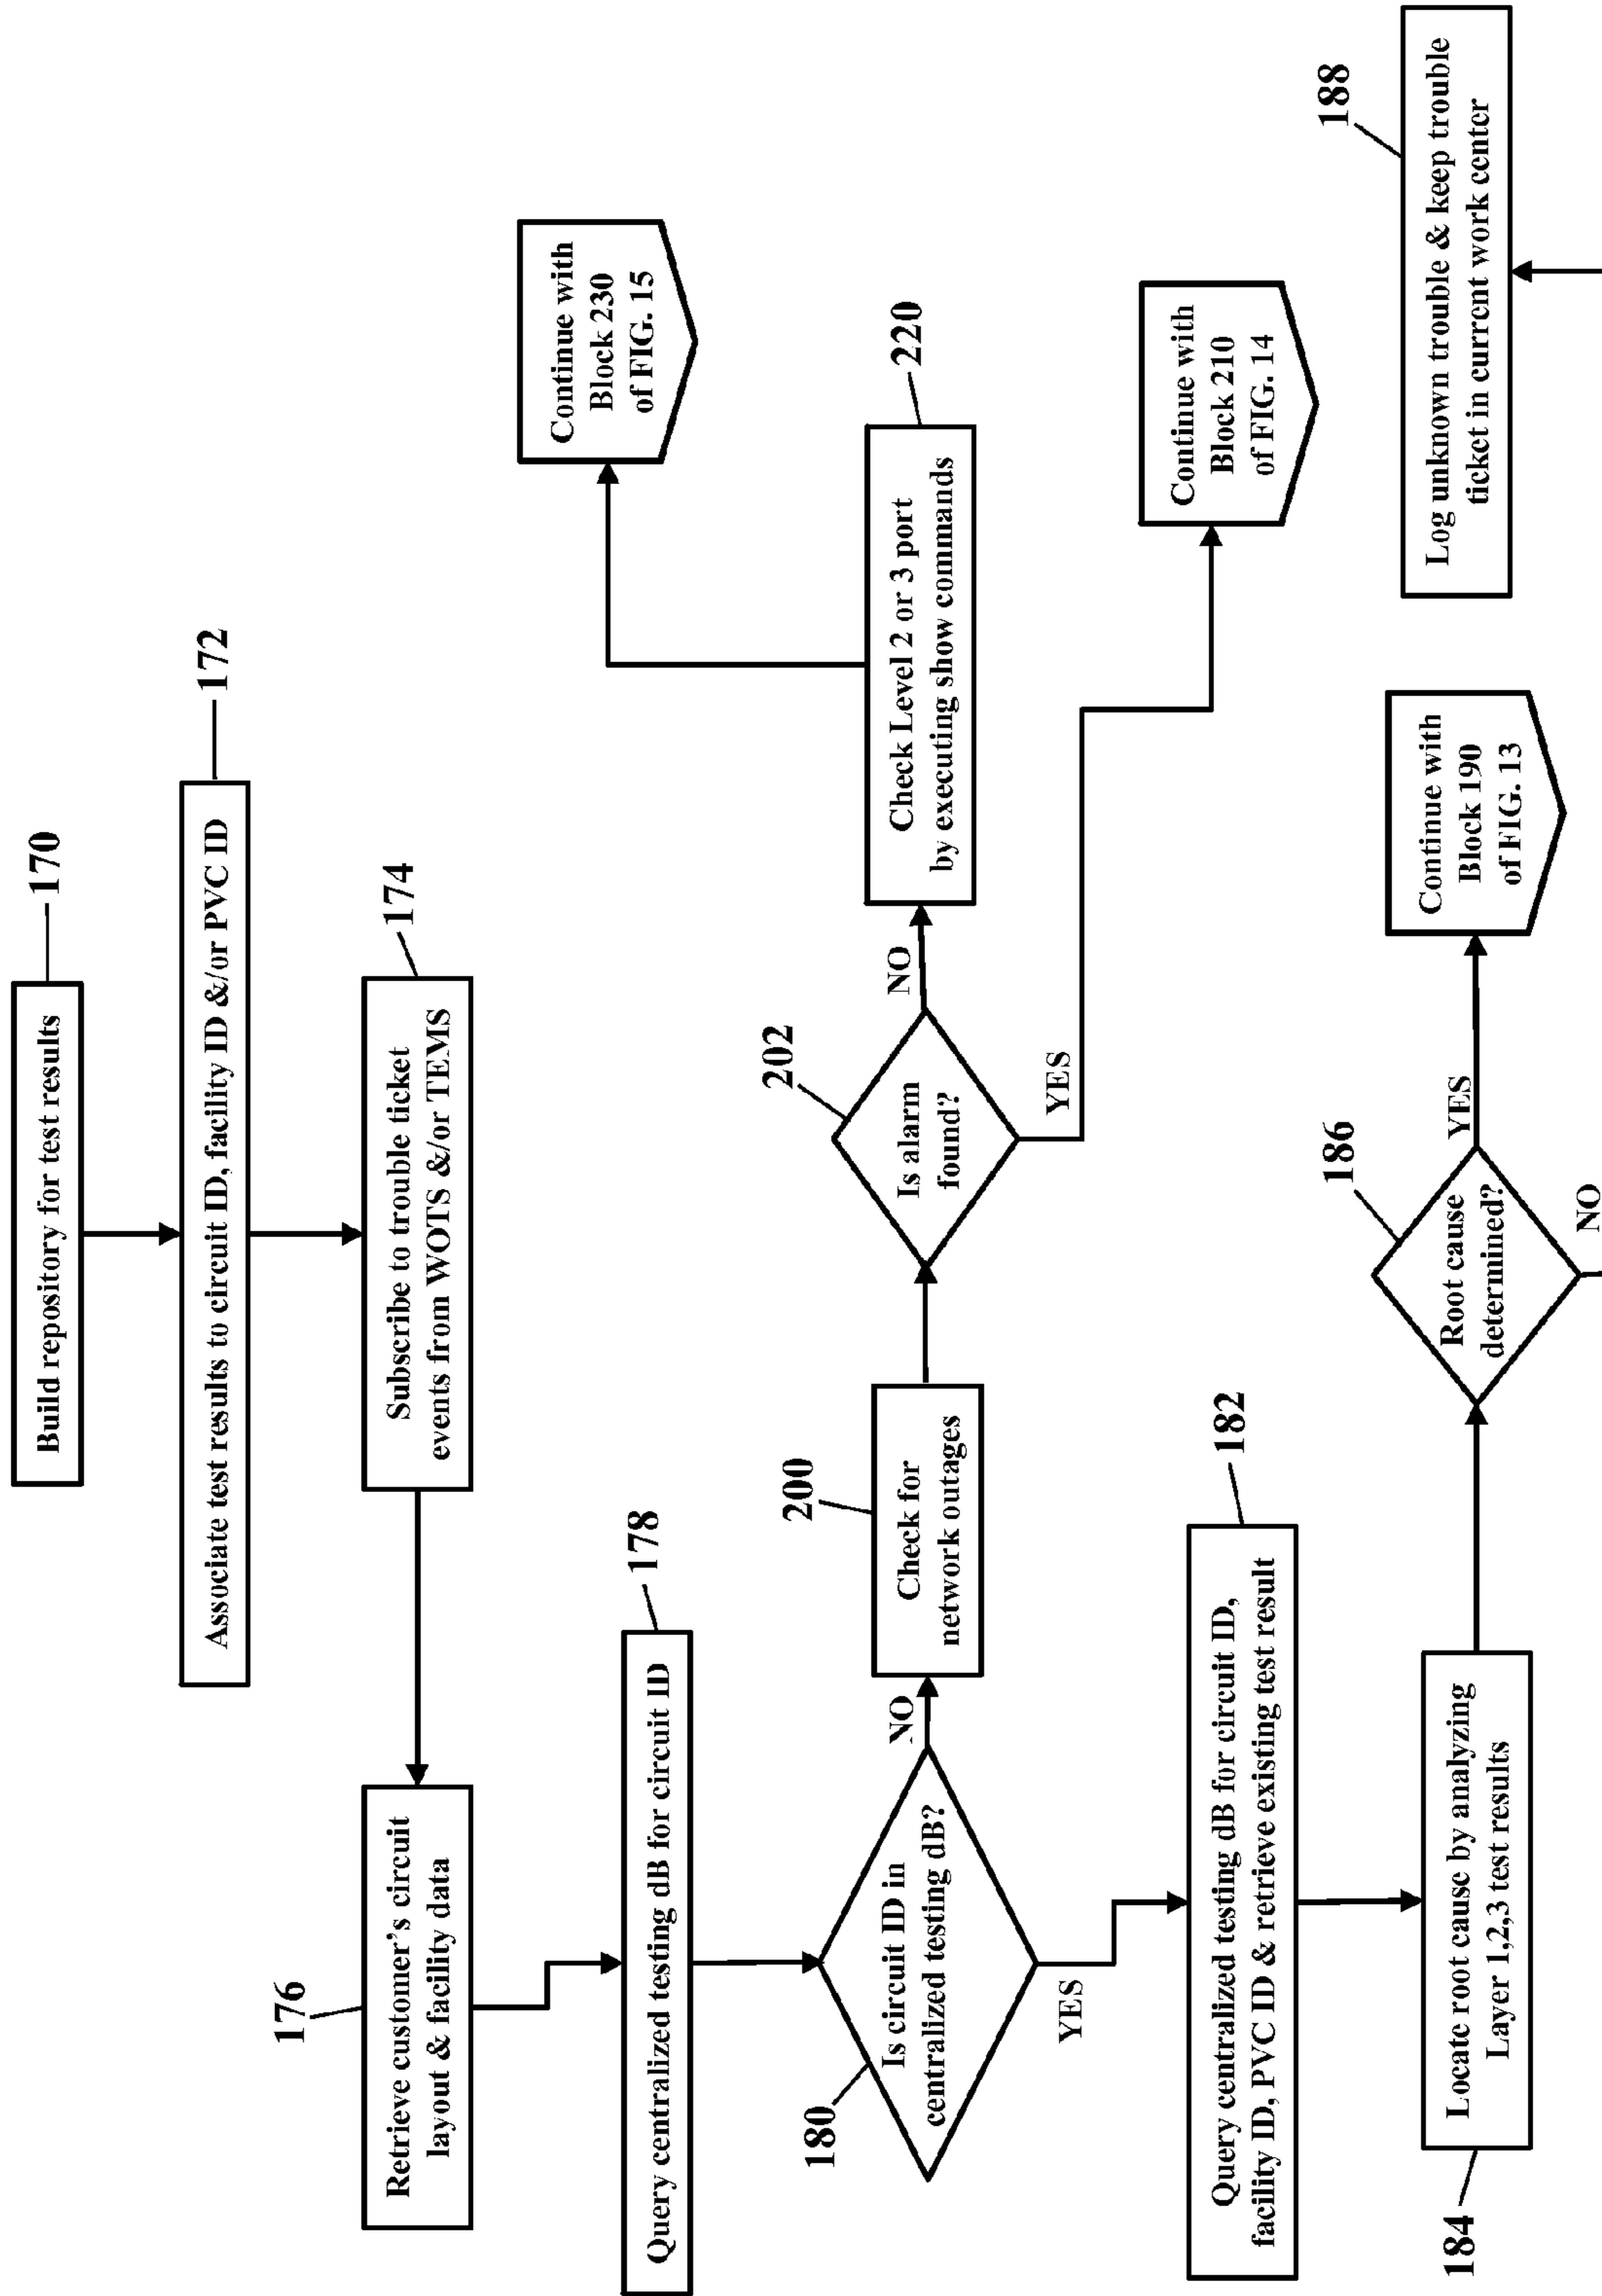 170
Build repository for test results
172
Associate test results to circuit ID, facility ID &/or PVC ID
174
Subscribe to trouble ticket
events from WOTS &/or TEMS
176
Retrieve customer's circuit
layout & facility data
178
Query centralized testing dB for circuit ID
180
Is circuit ID in
centralized testing dB?
NO
YES
200
Check for
network outages
202
Is alarm
found?
NO
YES
220
Check Level 2 or 3 port
by executing show commands
Continue with
Block 230
of FIG. 15
Continue with
Block 210
of FIG. 14
182
Query centralized testing dB for circuit ID,
facility ID, PVC ID & retrieve existing test result
184
Locate root cause by analyzing
Layer 1,2,3 test results
186
Root cause
determined?
YES
NO
Continue with
Block 190
of FIG. 13
188
Log unknown trouble & keep trouble
ticket in current work center